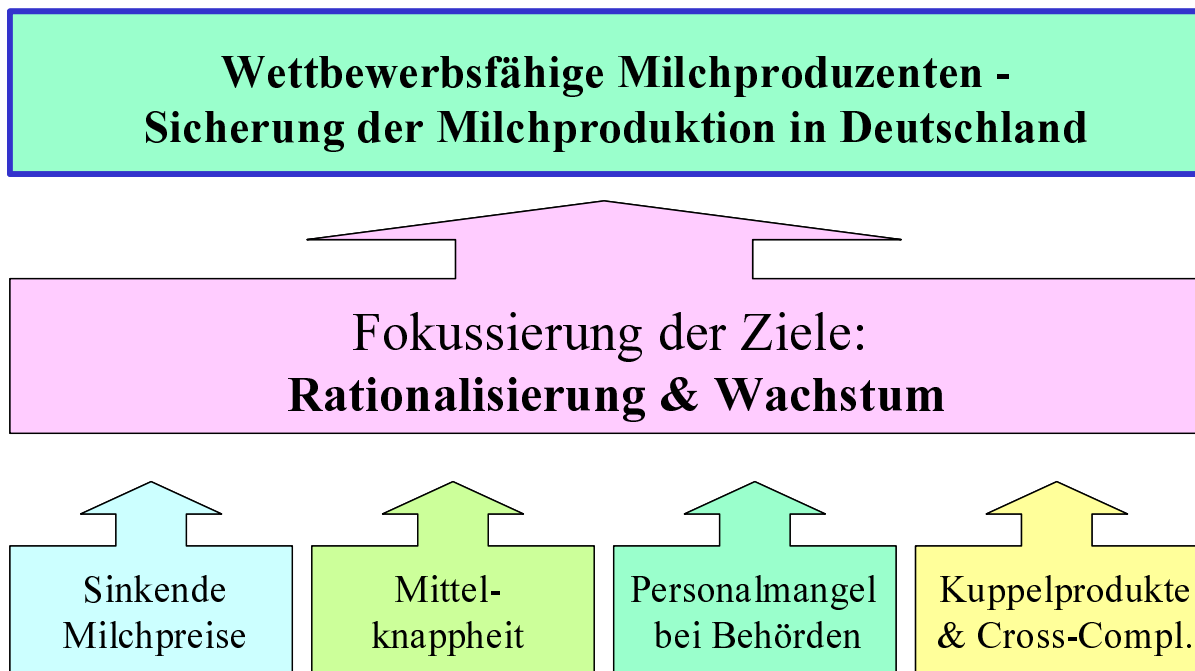 Wettbewerbsfähige Milchproduzenten -
Sicherung der Milchproduktion in Deutschland
Fokussierung der Ziele:
Rationalisierung & Wachstum
Sinkende
Milchpreise
Mittel-
knappheit
Personalmangel
bei Behörden
Kuppelprodukte
& Cross-Compl.